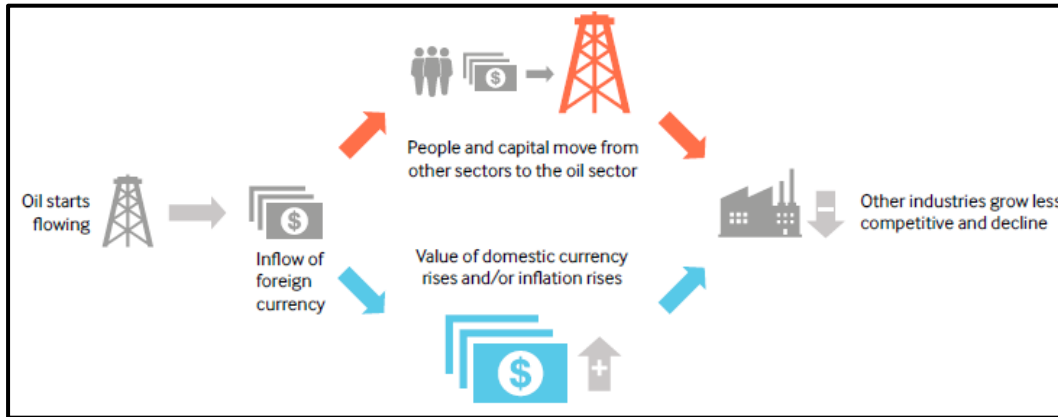 Oil starts
flowing
Inflow of
foreign
currency
People and capital move from
other sectors to the oil sector
Value of domestic currency
rises and/or inflation rises
Other industries grow less
competitive and decline
$
$
$
+